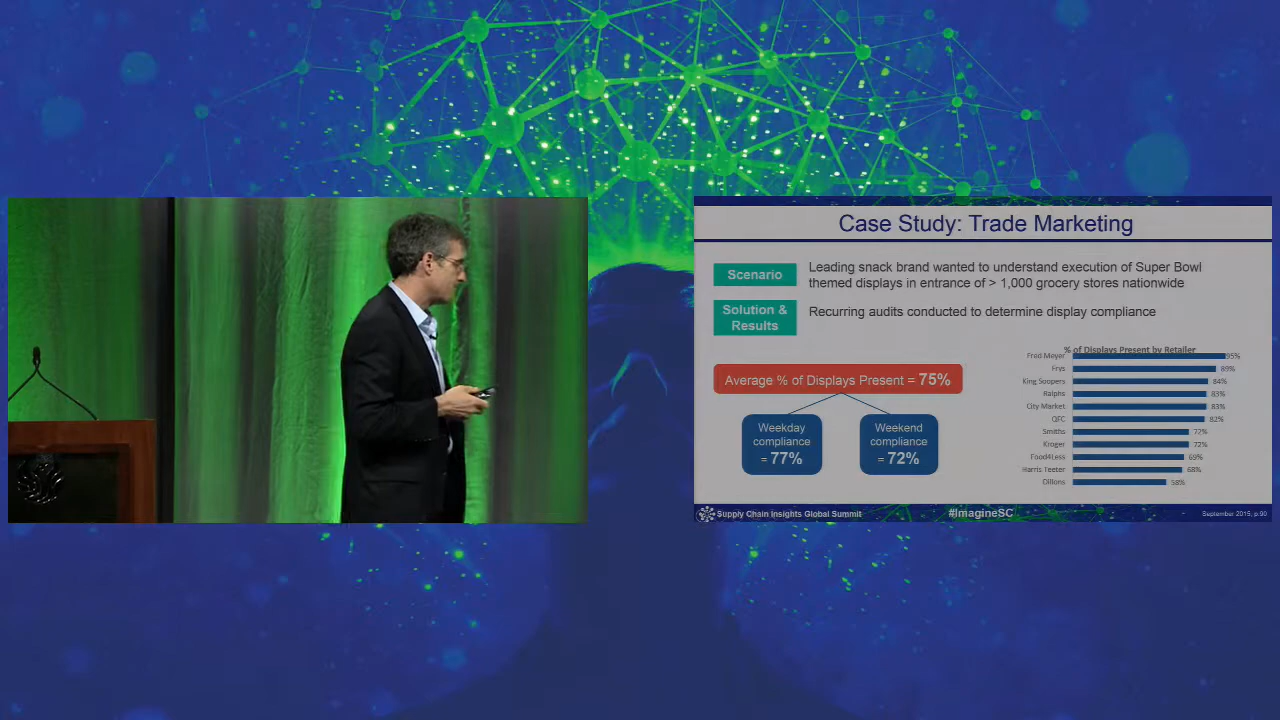 Case Study: Trade Marketing
Scenario
Leading snack brand wanted to understand execution of Super Bowl
themed displays in entrance of > 1,000 grocery stores nationwide
Solution &
Results
Recurring audits conducted to determine display compliance
Average % of Displays Present = 75%
Weekday
compliance
= 77%
Weekend
compliance
= 72%
% of Displays Present by Retailer
Fred Meyer 95%
Frys 89%
King Soopers 84%
Ralphs 83%
City Market 83%
QFC 82%
Smiths 72%
Kroger 72%
Food4Less 69%
Harris Teeter 68%
Dillons 58%
Supply Chain Insights Global Summit
#ImagineSC
September 2015, p.90